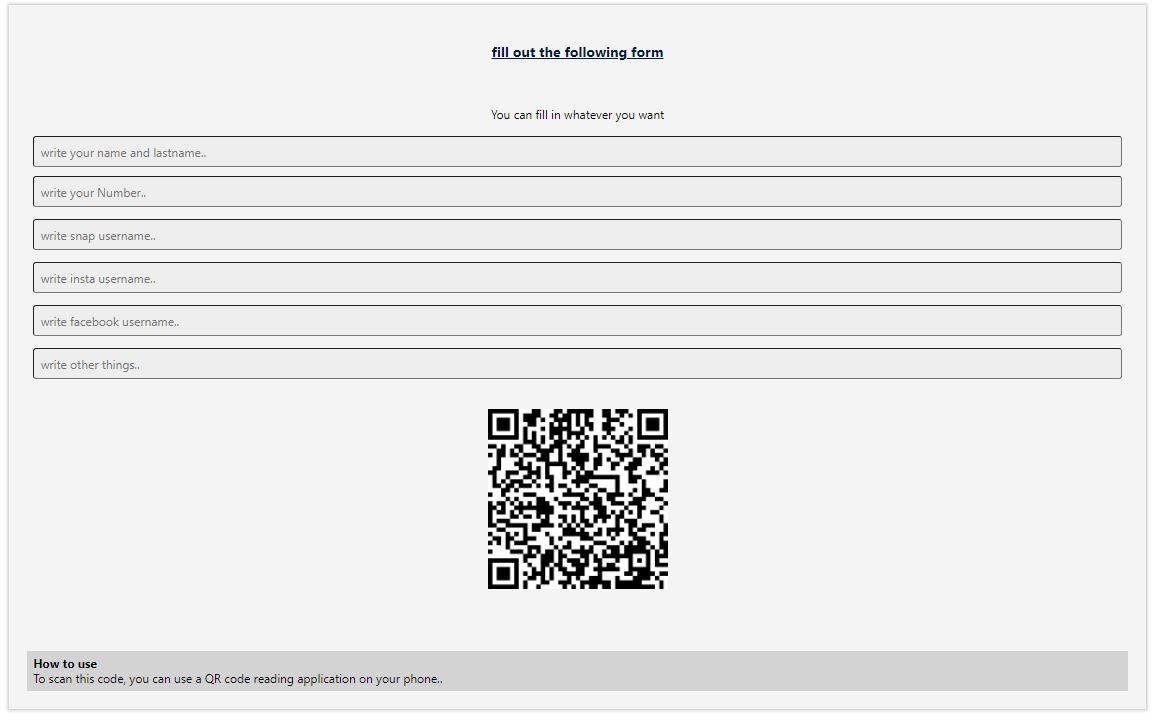 fill out the following form
You can fill in whatever you want
write your name and lastname..
write your Number..
write snap username..
write insta username..
write facebook username..
write other things..
How to use
To scan this code, you can use a QR code reading application on your phone..